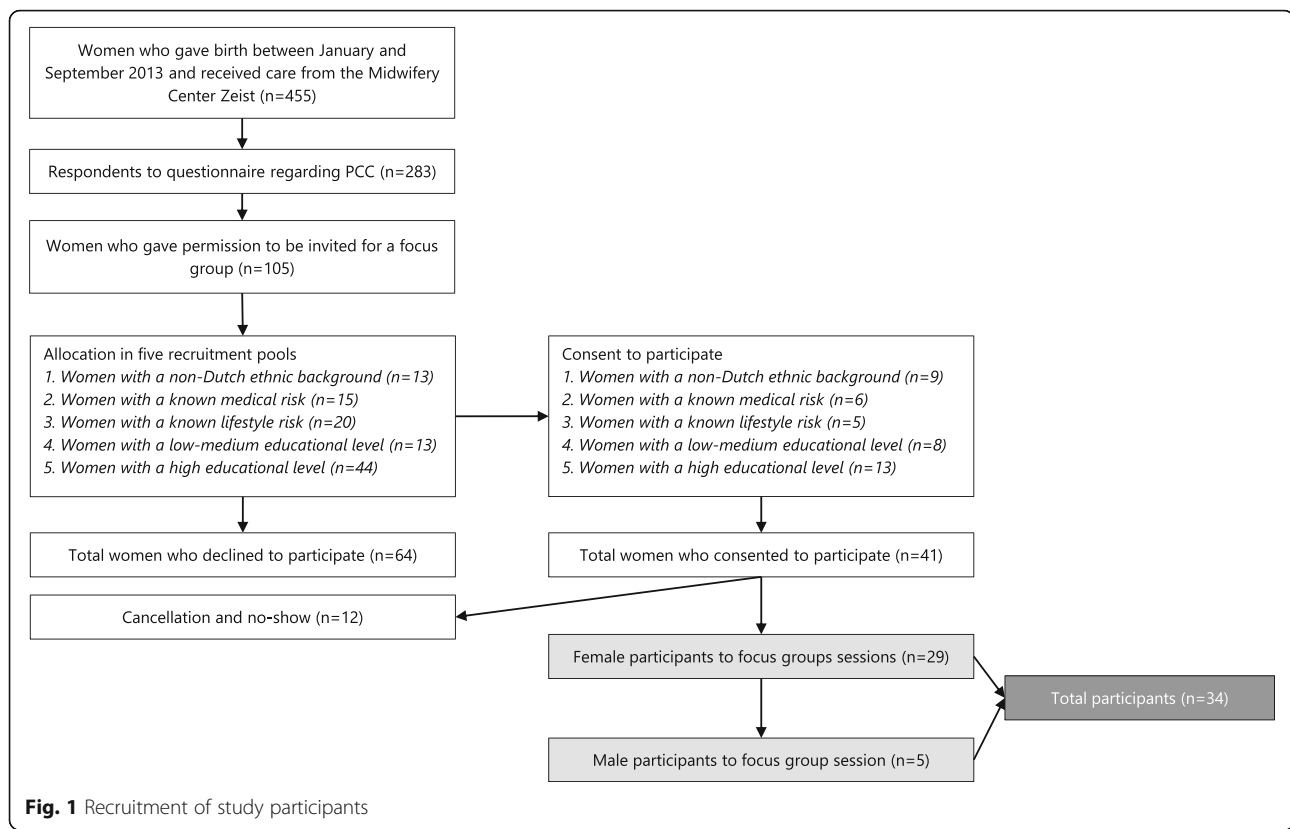 Women who gave birth between January and
September 2013 and received care from the Midwifery
Center Zeist (n=455)
Respondents to questionnaire regarding PCC (n=283)
Women who gave permission to be invited for a focus
group (n=105)
Allocation in five recruitment pools
1. Women with a non-Dutch ethnic background (n=13)
2. Women with a known medical risk (n=15)
3. Women with a known lifestyle risk (n=20)
4. Women with a low-medium educational level (n=13)
5. Women with a high educational level (n=44)
Consent to participate
1. Women with a non-Dutch ethnic background (n=9)
2. Women with a known medical risk (n=6)
3. Women with a known lifestyle risk (n=5)
4. Women with a low-medium educational level (n=8)
5. Women with a high educational level (n=13)
Total women who declined to participate (n=64)
Total women who consented to participate (n=41)
Cancellation and no-show (n=12)
Female participants to focus groups sessions (n=29)
Total participants (n=34)
Male participants to focus group session (n=5)
Fig. 1 Recruitment of study participants